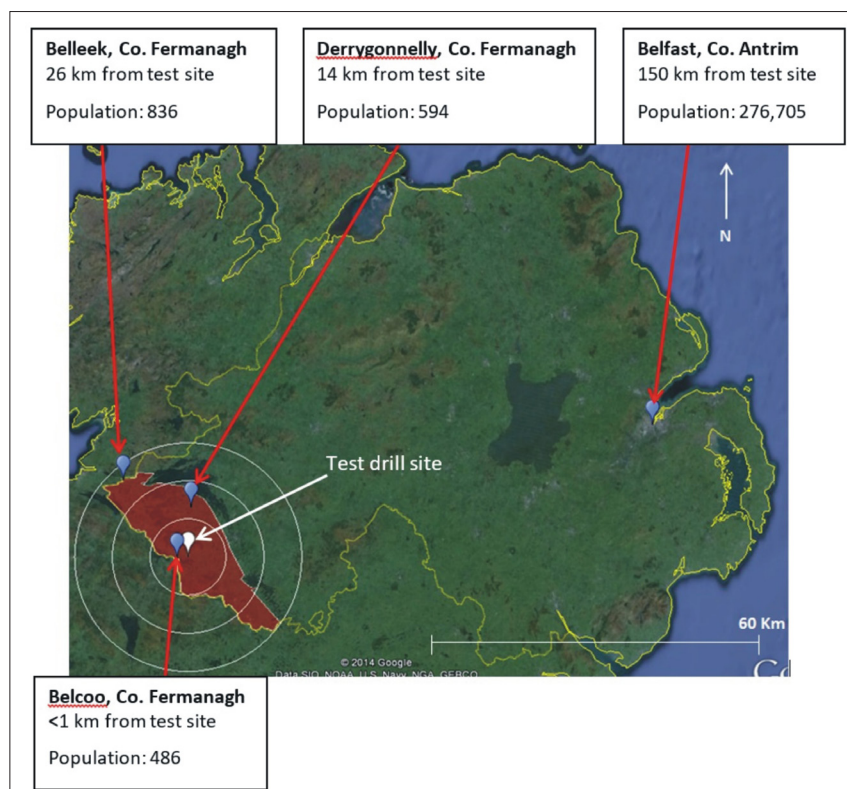 Belleek, Co. Fermanagh
26 km from test site
Population: 836
Derrygonnelly, Co. Fermanagh
14 km from test site
Population: 594
Belfast, Co. Antrim
150 km from test site
Population: 276,705
N
Test drill site
60 Km
© 2014 Google
Data SIO, NOAA, U.S. Navy, NGA, GEBCO
Belcoo, Co. Fermanagh
<1 km from test site
Population: 486